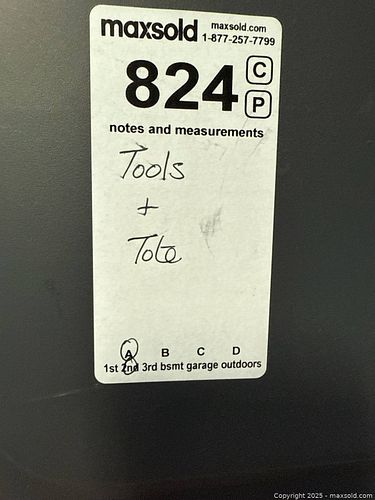 maxsold maxsold.com
1-877-257-7799
824 C
P
notes and measurements
Tools
+
Tote
A B C D
1st 2nd 3rd bsmt garage outdoors
Copyright © 2025 - maxsold.com